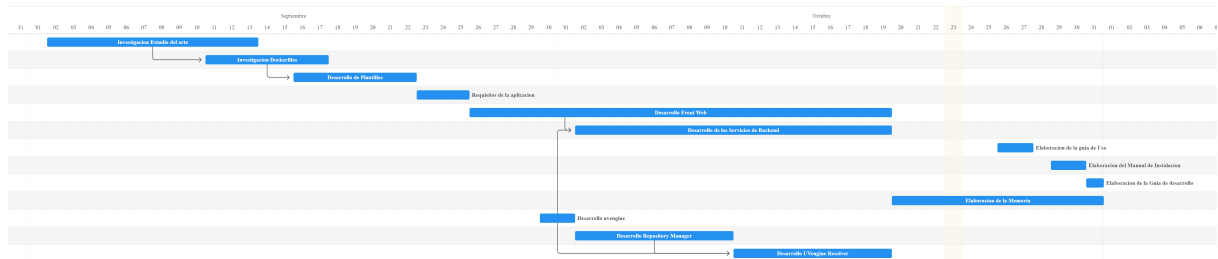 Septiembre Octubre
31 01 02 03 04 05 06 07 08 09 10 11 12 13 14 15 16 17 18 19 20 21 22 23 24 25 26 27 28 29 30 01 02 03 04 05 06 07 08 09 10 11 12 13 14 15 16 17 18 19 20 21 22 23 24 25 26 27 28 29 30 31 01 02 03 04 05 06
Investigacion Estudio del arte
Investigacion Dockerfiles
Desarrollo de Plantillas
Requisitos de la aplicacion
Desarrollo Front Web
Desarrollo de los Servicios de Backend
Elaboracion de la guia de Uso
Elaboracion del Manual de Instalacion
Elaboracion de la Guia de desarrollo
Elaboracion de la Memoria
Desarrollo uvengine
Desarrollo Repository Manager
Desarrollo UVengine Resolver